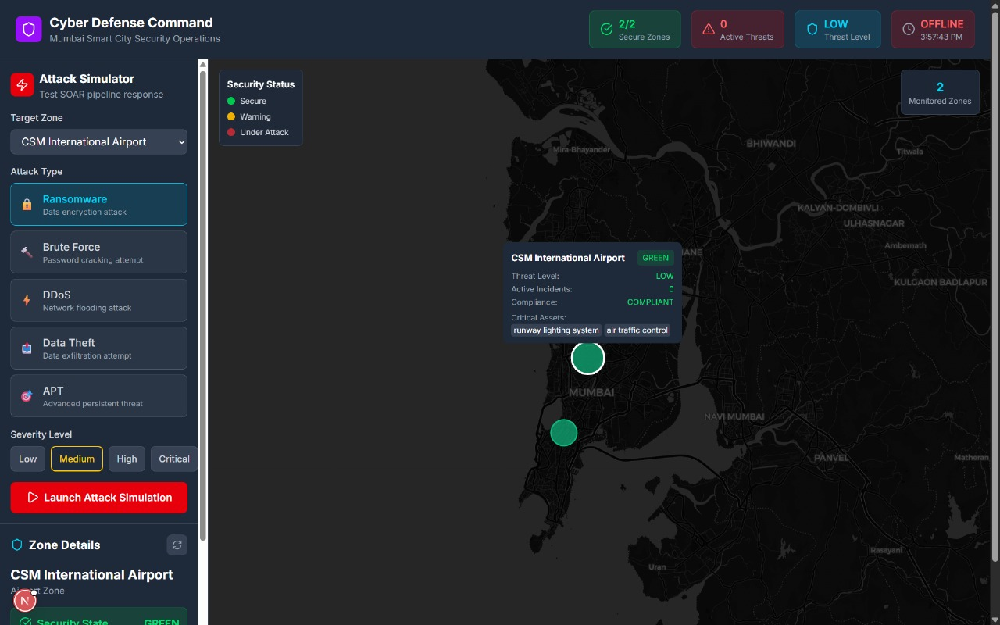 Cyber Defense Command
Mumbai Smart City Security Operations
2/2
Secure Zones
0
Active Threats
LOW
Threat Level
OFFLINE
3:57:43 PM
Attack Simulator
Test SOAR pipeline response
Target Zone
CSM International Airport
Attack Type
Ransomware
Data encryption attack
Brute Force
Password cracking attempt
DDoS
Network flooding attack
Data Theft
Data exfiltration attempt
APT
Advanced persistent threat
Severity Level
Low Medium High Critical
Launch Attack Simulation
Zone Details
CSM International Airport
Airport Zone
N
Security State GREEN
Security Status
Secure
Warning
Under Attack
2
Monitored Zones
Mira-Bhayander
BHIWANDI
Titwala
KALYAN-DOMBIVLI
ULHASNAGAR
Ambernath
KULGAON BADLAPUR
CSM International Airport GREEN
Threat Level: LOW
Active Incidents: 0
Compliance: COMPLIANT
Critical Assets:
runway lighting system air traffic control
MUMBAI
NAVI MUMBAI
PANVEL
Matheran
Rasayani
Uran